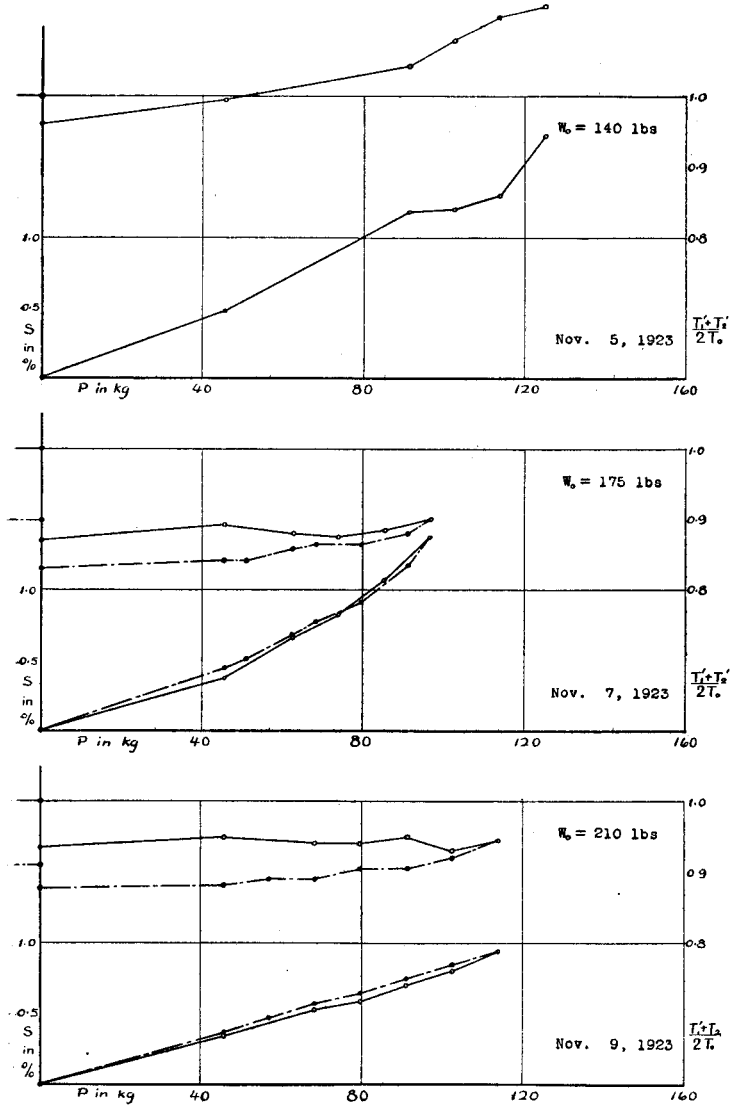 1.0
W₀ = 140 lbs
0.9
1.0
0.8
0.5
S
in
%
Nov. 5, 1923
T₁'+T₂'
2T₀
P in kg
40
80
120
160
1.0
W₀ = 175 lbs
0.9
1.0
0.8
0.5
S
in
%
Nov. 7, 1923
T₁'+T₂'
2T₀
P in kg
40
80
120
160
1.0
W₀ = 210 lbs
0.9
1.0
0.8
0.5
S
in
%
Nov. 9, 1923
T₁'+T₂
2T₀
P in kg
40
80
120
160